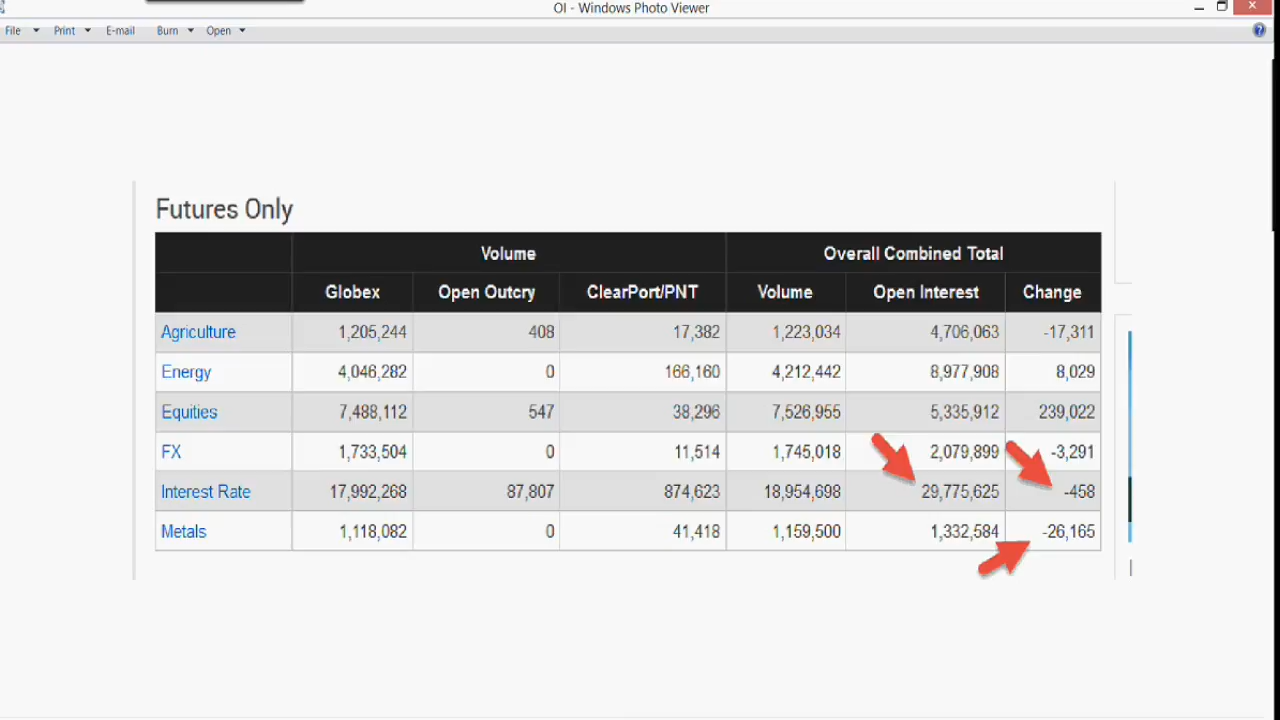 OI - Windows Photo Viewer
File Print E-mail Burn Open
Futures Only
Volume Overall Combined Total
Globex Open Outcry ClearPort/PNT Volume Open Interest Change
Agriculture 1,205,244 408 17,382 1,223,034 4,706,063 -17,311
Energy 4,046,282 0 166,160 4,212,442 8,977,908 8,029
Equities 7,488,112 547 38,296 7,526,955 5,335,912 239,022
FX 1,733,504 0 11,514 1,745,018 2,079,899 -3,291
Interest Rate 17,992,268 87,807 874,623 18,954,698 29,775,625 -458
Metals 1,118,082 0 41,418 1,159,500 1,332,584 -26,165